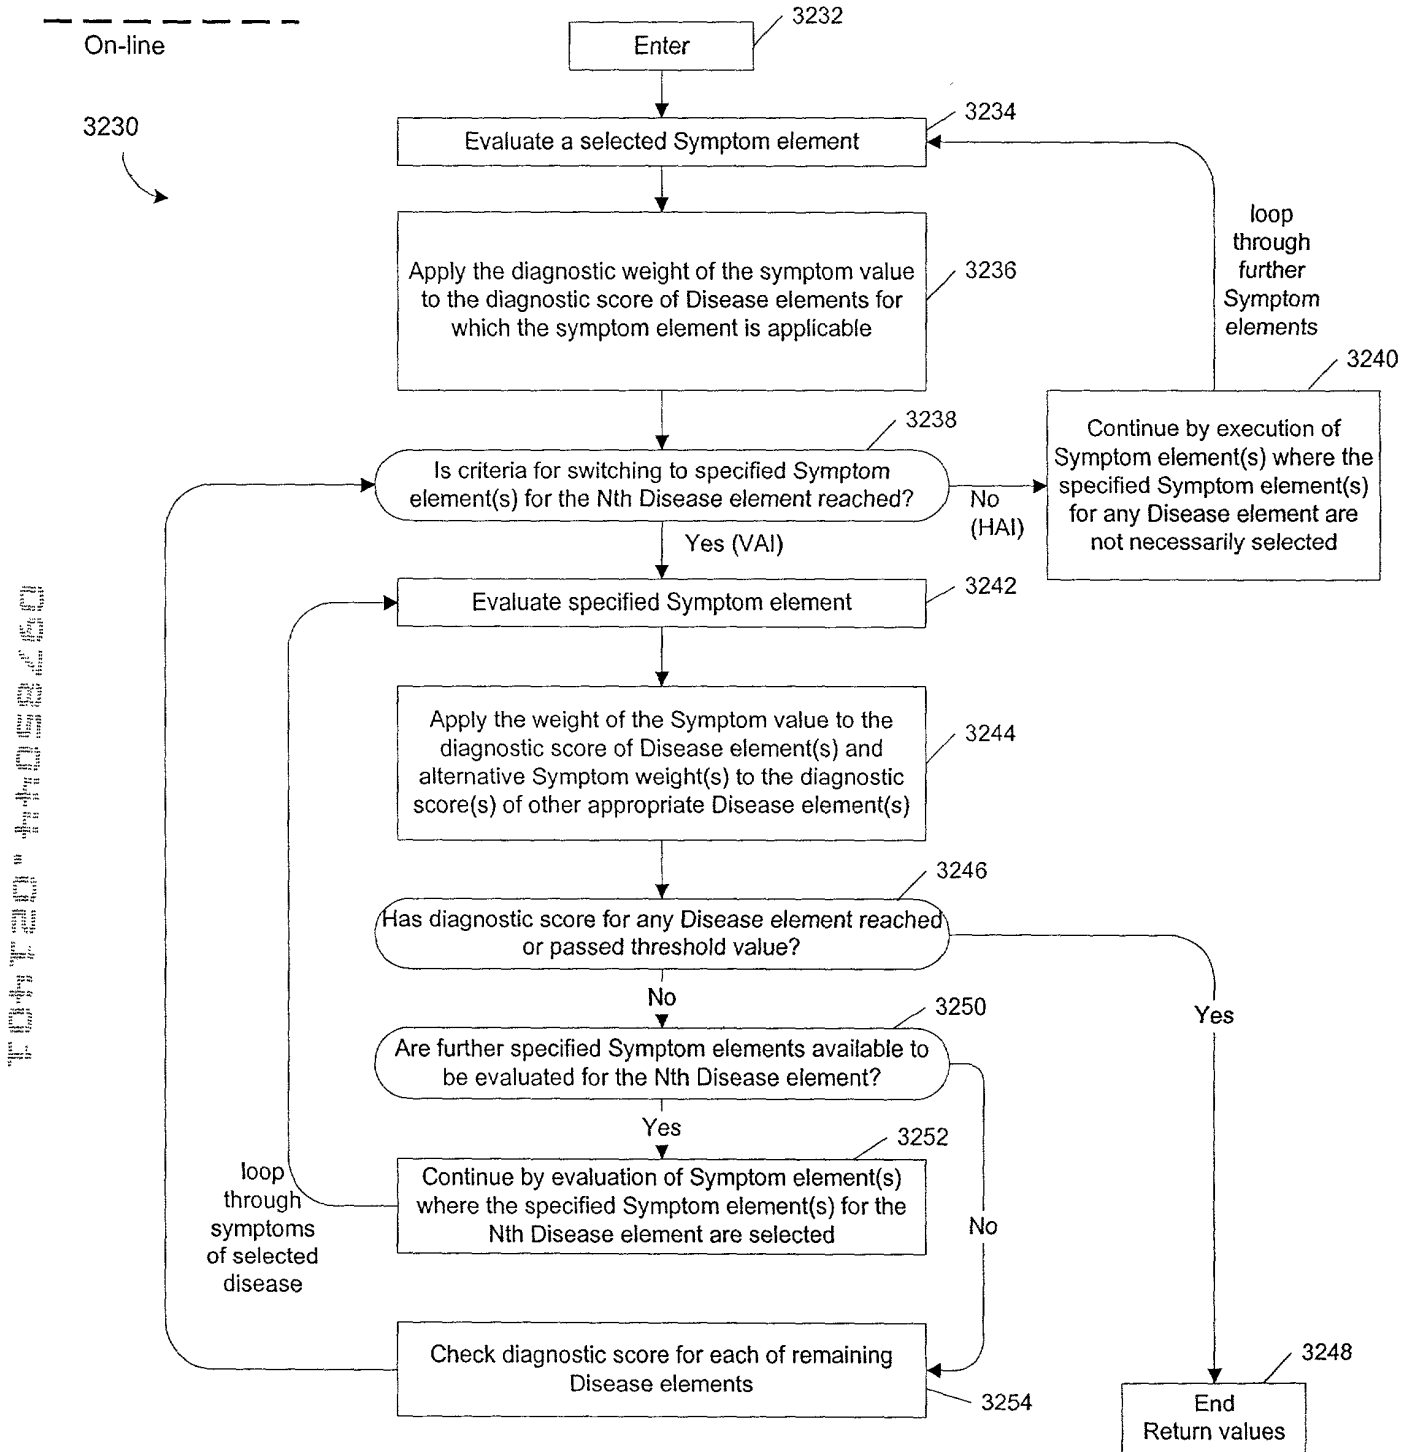 On-line
3230
Enter
3232
Evaluate a selected Symptom element
3234
Apply the diagnostic weight of the symptom value
to the diagnostic score of Disease elements for
which the symptom element is applicable
3236
loop
through
further
Symptom
elements
3238
Is criteria for switching to specified Symptom
element(s) for the Nth Disease element reached?
No
(HAI)
3240
Continue by execution of
Symptom element(s) where the
specified Symptom element(s)
for any Disease element are
not necessarily selected
Yes (VAI)
Evaluate specified Symptom element
3242
Apply the weight of the Symptom value to the
diagnostic score of Disease element(s) and
alternative Symptom weight(s) to the diagnostic
score(s) of other appropriate Disease element(s)
3244
3246
Has diagnostic score for any Disease element reached
or passed threshold value?
No
Yes
3250
Are further specified Symptom elements available to
be evaluated for the Nth Disease element?
Yes
No
3252
Continue by evaluation of Symptom element(s)
where the specified Symptom element(s) for the
Nth Disease element are selected
loop
through
symptoms
of selected
disease
Check diagnostic score for each of remaining
Disease elements
3254
3248
End
Return values